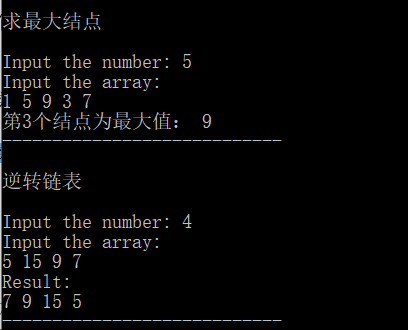 求最大结点
Input the number: 5
Input the array:
1 5 9 3 7
第3个结点为最大值： 9
----------------------------
逆转链表
Input the number: 4
Input the array:
5 15 9 7
Result:
7 9 15 5
----------------------------